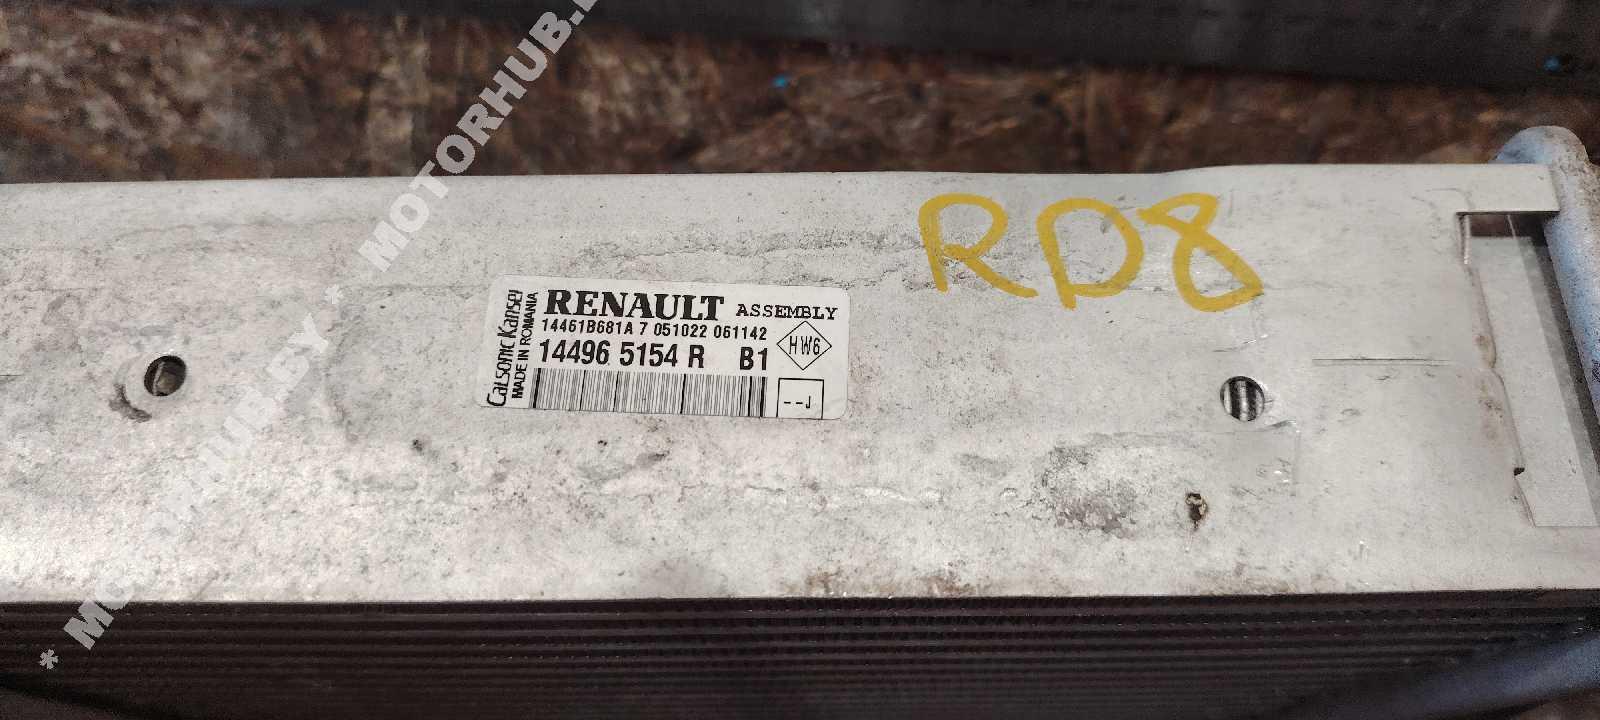 * MOTORHUB.BY * MOTORHUB.
RD8
Calsonic Kansei
MADE IN ROMANIA
RENAULT ASSEMBLY
14461B681A 7 051022 061142
14496 5154 R B1
HW6
--J